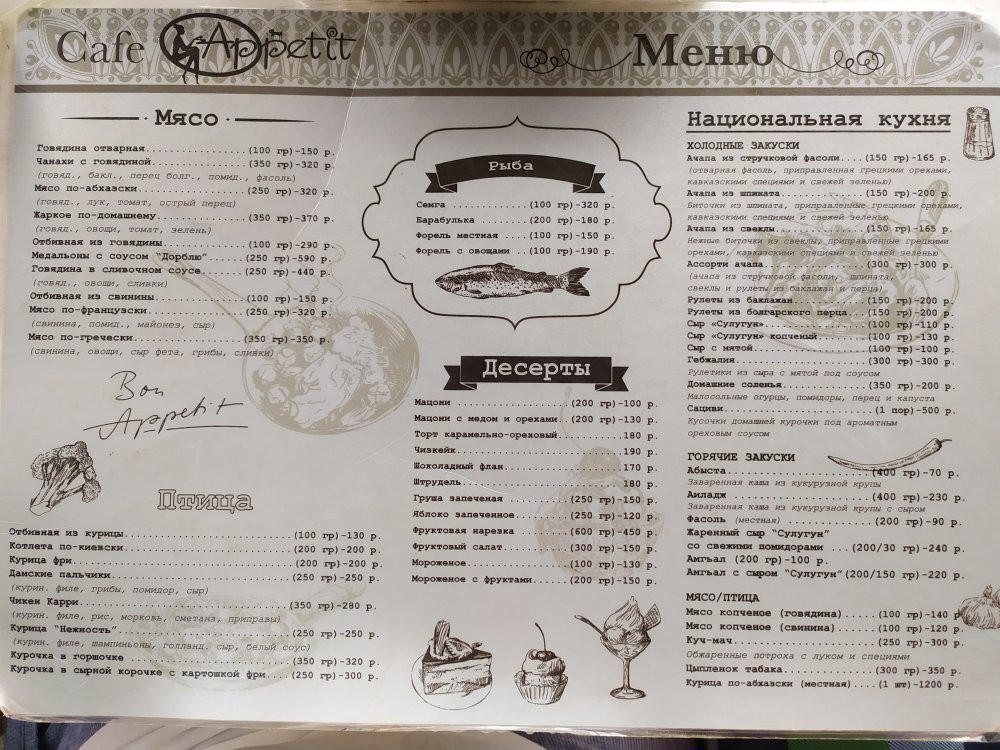 Cafe Appetit
Меню
Мясо
Говядина отварная..................(100 гр)-150 р.
Чанахи с говядиной.................(350 гр)-320 р.
(говяд., бакл., перец болг., помид., фасоль)
Мясо по-абхазски...................(250 гр)-320 р.
(говяд., лук, томат, острый перец)
Жаркое по-домашнему................(350 гр)-370 р.
(говяд., овощи, томат, зелень)
Отбивная из говядины...............(100 гр)-290 р.
Медальоны с соусом "Дорблю"........(250 гр)-590 р.
Говядина в сливочном соусе.........(250 гр)-440 р.
(говяд., овощи, сливки)
Отбивная из свинины................(100 гр)-150 р.
Мясо по-французски.................(250 гр)-320 р.
(свинина, помид., майонез, сыр)
Мясо по-гречески...................(350 гр)-350 р.
(свинина, овощи, сыр фета, грибы, сливки)
Bon
Appetit
Птица
Отбивная из курицы.................(100 гр)-130 р.
Котлета по-киевски.................(200 гр)-200 р.
Курица фри.........................(200 гр)-200 р.
Дамские пальчики...................(250 гр)-250 р.
(курин. филе, грибы, помидор, сыр)
Чикен Карри........................(350 гр)-280 р.
(курин. филе, рис, морковь, сметана, приправы)
Курица "Нежность"..................(250 гр)-250 р.
(курин. филе, шампиньоны, голланд. сыр, белый соус)
Курочка в горшочке.................(350 гр)-320 р.
Курочка в сырной корочке с картошкой фри....(250 гр)-300 р.
Рыба
Семга..............(100 гр)-320 р.
Барабулька.........(200 гр)-180 р.
Форель местная ....(100 гр)-150 р.
Форель с овощами ..(100 гр)-190 р.
Десерты
Мацони ................(200 гр)-100 р.
Мацони с медом и орехами..(200 гр)-130 р.
Торт карамельно-ореховый.........180 р.
Чизкейк..........................190 р.
Шоколадный флан..................170 р.
Штрудель.........................180 р.
Груша запеченая .......(250 гр)-150 р.
Яблоко запеченное......(250 гр)-120 р.
Фруктовая нарезка .....(600 гр)-450 р.
Фруктовый салат........(300 гр)-150 р.
Мороженое..............(100 гр)-130 р.
Мороженое с фруктами...(200 гр)-150 р.
Национальная кухня
ХОЛОДНЫЕ ЗАКУСКИ
Ачапа из стручковой фасоли....(150 гр)-165 р.
(отварная фасоль, приправленная грецкими орехами,
кавказскими специями и свежей зеленью)
Ачапа из шпината..............(150 гр)-200 р.
Биточки из шпината, приправленные грецкими орехами,
кавказскими специями и свежей зеленью
Ачапа из свеклы...............(150 гр)-165 р.
Нежные биточки из свеклы, приправленные грецкими
орехами, кавказскими специями и свежей зеленью
Ассорти ачапа.................(300 гр)-300 р.
(ачапа из стручковой фасоль, шпината,
свеклы и рулеты из баклажан и перца)
Рулеты из баклажан............(150 гр)-200 р.
Рулеты из болгарского перца...(150 гр)-200 р.
Сыр «Сулугун».................(100 гр)-110 р.
Сыр «Сулугун» копченый........(100 гр)-130 р.
Сыр с мятой...................(100 гр)-100 р.
Гебжалия......................(300 гр)-300 р.
Рулетики из сыра с мятой под соусом
Домашние соленья..............(350 гр)-200 р.
Малосольные огурцы, помидоры, перец и капуста
Сациви........................(1 пор)-500 р.
Кусочки домашней курочки под ароматным
ореховым соусом
ГОРЯЧИЕ ЗАКУСКИ
Абыста........................(400 гр)-70 р.
Заваренная каша из кукурузной крупы
Аиладж .......................(400 гр)-230 р.
Заваренная каша из кукурузной крупы с сыром
Фасоль (местная) .............(200 гр)-90 р.
Жаренный сыр "Сулугун"
со свежими помидорами ...(200/30 гр)-240 р.
Амгъал (200 гр)-100 р.
Амгъал с сыром "Сулугун"(200/150 гр)-220 р.
МЯСО/ПТИЦА
Мясо копченое (говядина)......(100 гр)-140 р
Мясо копченое (свинина) ......(100 гр)-120 р.
Куч-мач.......................(250 гр)-300 р.
Обжаренные потроха с луком и специями
Цыпленок табака...............(300 гр)-350 р.
Курица по-абхазски (местная)....(1 шт)-1200 р.